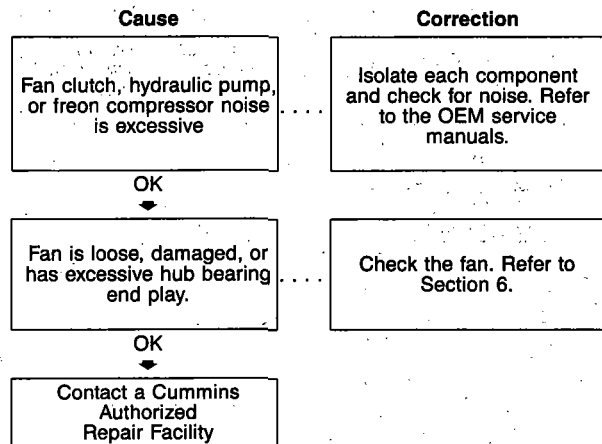 Cause
Correction
Fan clutch, hydraulic pump,
or freon compressor noise
is excessive
. . . .
Isolate each component
and check for noise. Refer
to the OEM service
manuals.
OK
Fan is loose, damaged, or
has excessive hub bearing
end play.
. . . .
Check the fan. Refer to
Section 6.
OK
Contact a Cummins
Authorized
Repair Facility